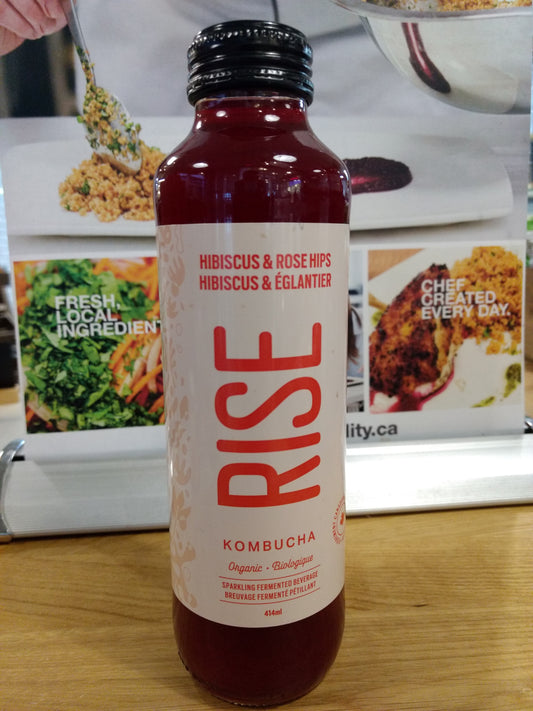 HIBISCUS & ROSE HIPS
HIBISCUS & ÉGLANTIER
RISE
KOMBUCHA
Organic • Biologique
SPARKLING FERMENTED BEVERAGE
BREUVAGE FERMENTÉ PÉTILLANT
414ml
FRESH,
LOCAL
INGREDIENT
CHEF
CREATED
EVERY DAY.
lity.ca